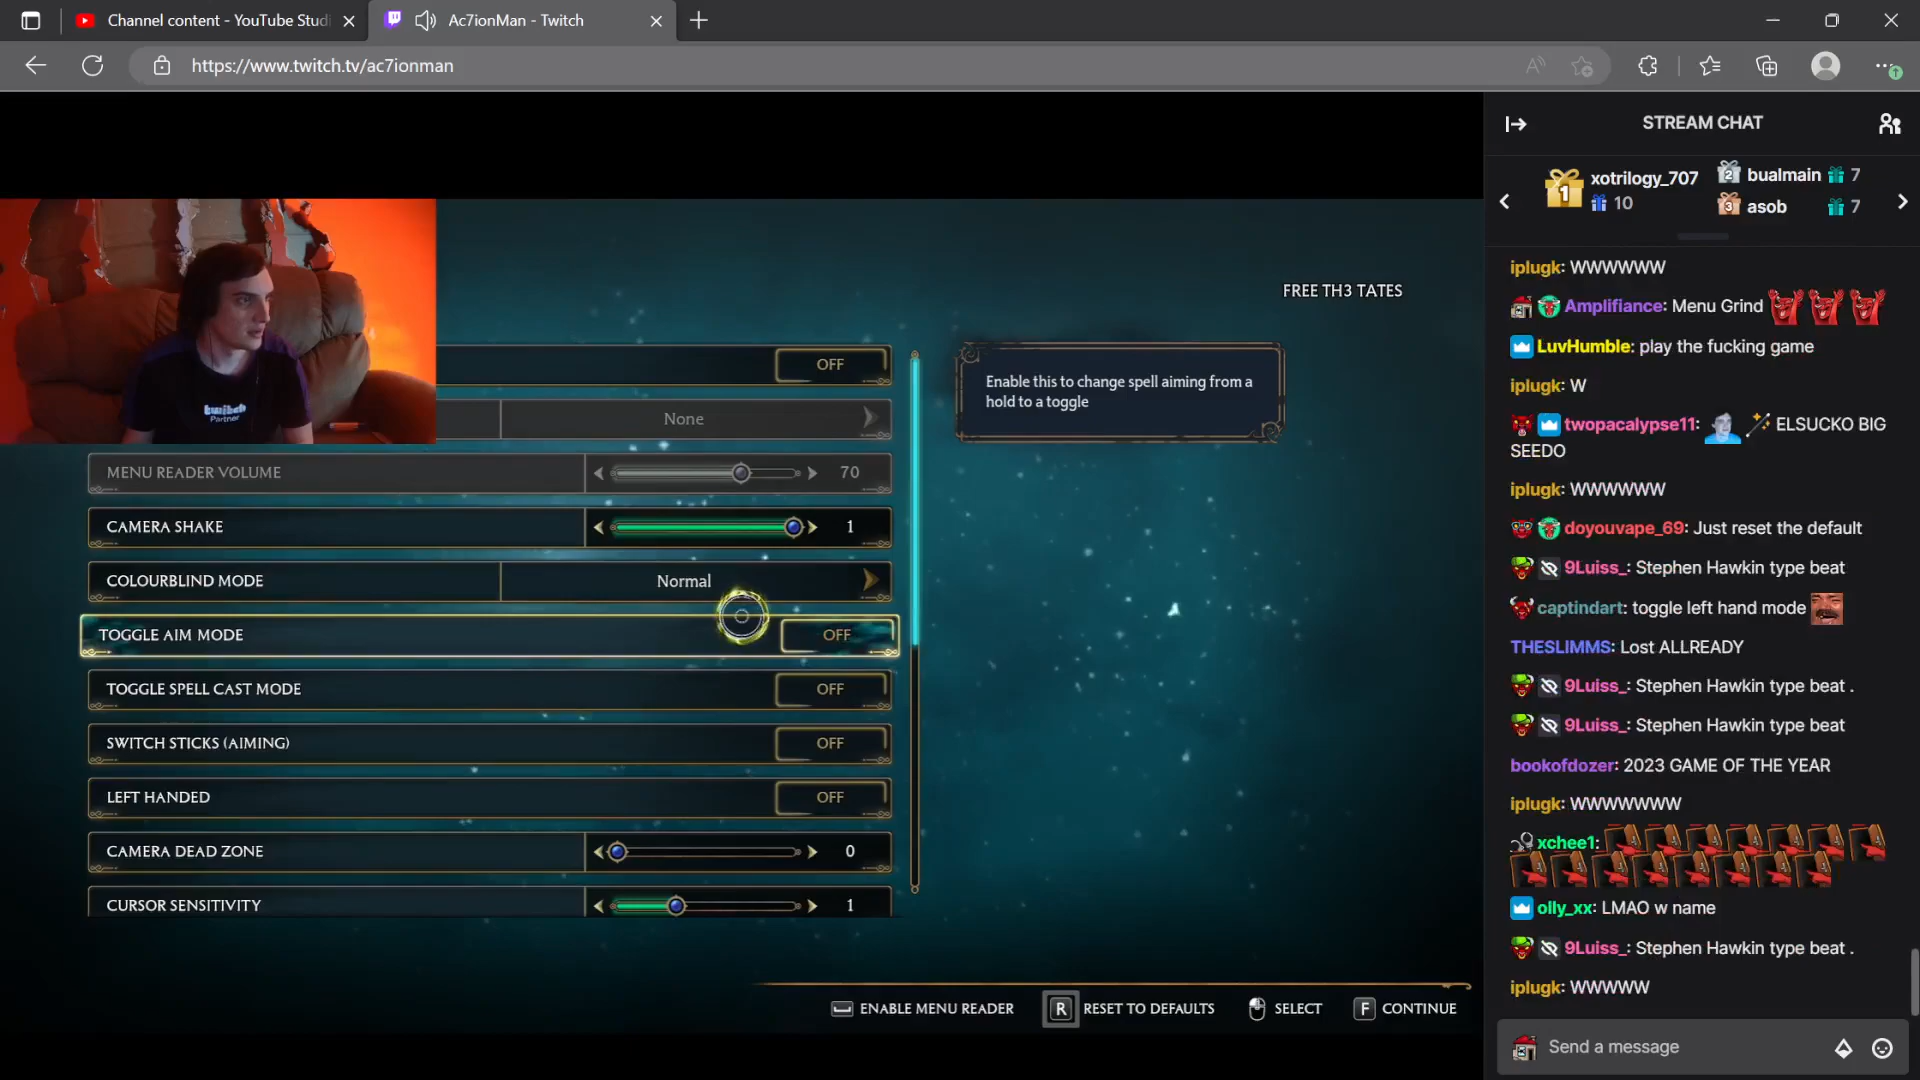 Channel content - YouTube Studi
Ac7ionMan - Twitch
https://www.twitch.tv/ac7ionman
STREAM CHAT
1
xotrilogy_707
10
2 bualmain 7
3 asob 7
twitch
Partner
FREE TH3 TATES
OFF
None
MENU READER VOLUME 70
CAMERA SHAKE 1
COLOURBLIND MODE Normal
TOGGLE AIM MODE OFF
TOGGLE SPELL CAST MODE OFF
SWITCH STICKS (AIMING) OFF
LEFT HANDED OFF
CAMERA DEAD ZONE 0
CURSOR SENSITIVITY 1
Enable this to change spell aiming from a
hold to a toggle
ENABLE MENU READER R RESET TO DEFAULTS SELECT F CONTINUE
iplugk: WWWWWW
Amplifiance: Menu Grind
LuvHumble: play the fucking game
iplugk: W
twopacalypse11: ELSUCKO BIG
SEEDO
iplugk: WWWWWW
doyouvape_69: Just reset the default
9Luiss_: Stephen Hawkin type beat
captindart: toggle left hand mode
THESLIMMS: Lost ALLREADY
9Luiss_: Stephen Hawkin type beat .
9Luiss_: Stephen Hawkin type beat
bookofdozer: 2023 GAME OF THE YEAR
iplugk: WWWWWWW
xchee1:
olly_xx: LMAO w name
9Luiss_: Stephen Hawkin type beat .
iplugk: WWWWW
Send a message